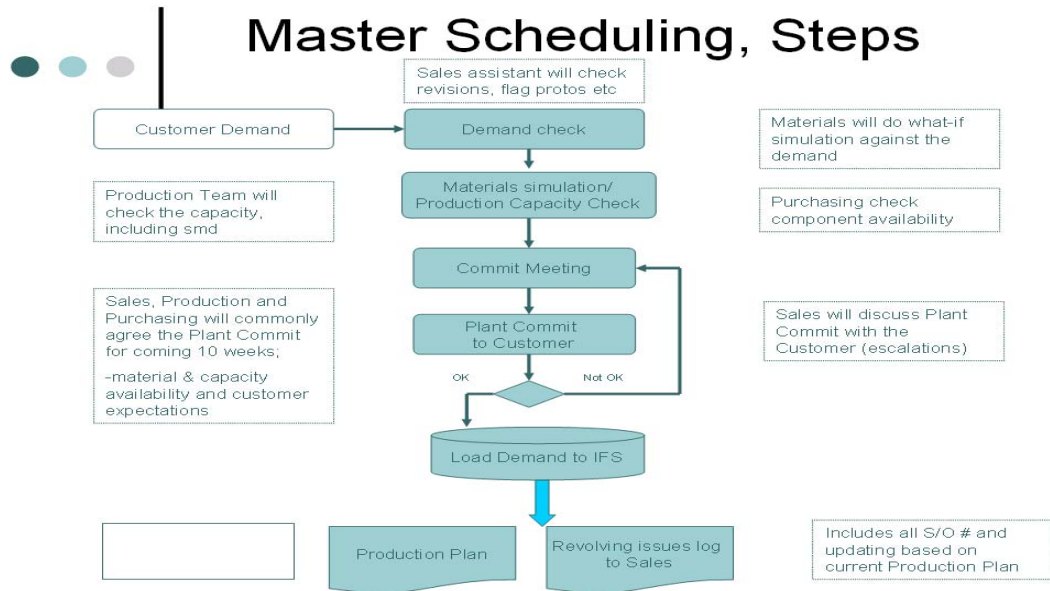 Master Scheduling, Steps
Sales assistant will check
revisions, flag protos etc
Customer Demand
Demand check
Materials will do what-if
simulation against the
demand
Production Team will
check the capacity,
including smd
Materials simulation/
Production Capacity Check
Purchasing check
component availability
Commit Meeting
Sales, Production and
Purchasing will commonly
agree the Plant Commit
for coming 10 weeks;
-material & capacity
availability and customer
expectations
Plant Commit
to Customer
Sales will discuss Plant
Commit with the
Customer (escalations)
OK
Not OK
Load Demand to IFS
Production Plan
Revolving issues log
to Sales
Includes all S/O # and
updating based on
current Production Plan